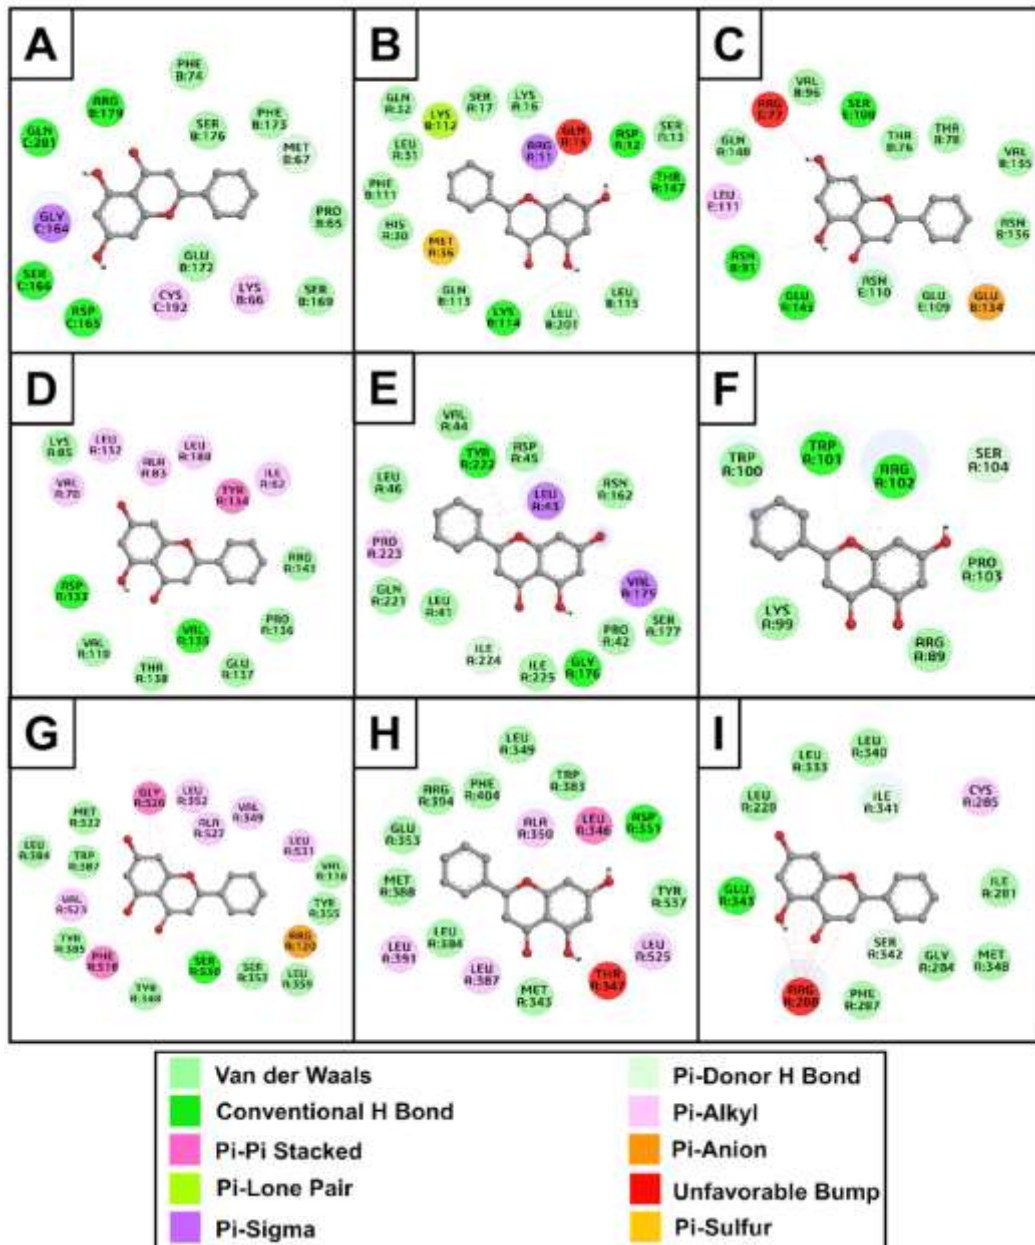 A
PHE
B:74
ARG
B:179
PHE
B:173
GLN
C:281
SER
B:176
MET
B:67
GLY
C:164
PRO
B:65
GLU
B:172
SER
C:166
CYS
C:192
LYS
B:66
SER
B:169
ASP
C:165
B
GLN
A:32
LYS
B:112
SER
A:17
LYS
A:16
LEU
A:31
ARG
A:11
GLN
A:15
ASP
A:12
SER
A:13
PHE
B:111
THR
A:147
HIS
A:30
MET
A:36
GLN
B:113
LYS
B:114
LEU
B:201
LEU
B:115
C
VAL
B:96
ARG
E:77
SER
E:108
GLN
A:148
THR
A:76
THR
A:78
VAL
B:135
LEU
E:111
ASN
B:136
ASN
B:91
GLU
A:143
ASN
E:110
GLU
E:109
GLU
B:134
D
LYS
A:85
LEU
A:132
ALA
A:83
LEU
A:188
VAL
A:70
TYR
A:134
ILE
A:62
ARG
A:143
ASP
A:133
VAL
A:118
THR
A:138
VAL
A:135
GLU
A:137
PRO
A:136
E
VAL
A:44
TYR
A:222
ASP
A:45
LEU
A:46
LEU
A:43
ASN
A:162
PRO
A:223
VAL
A:175
GLN
A:221
LEU
A:41
PRO
A:42
SER
A:177
ILE
A:224
ILE
A:225
GLY
A:176
F
TRP
A:100
TRP
A:101
ARG
A:102
SER
A:104
PRO
A:103
LYS
A:99
ARG
A:89
G
GLY
A:526
LEU
A:352
MET
A:522
ALA
A:527
VAL
A:349
LEU
A:384
TRP
A:387
LEU
A:531
VAL
A:116
VAL
A:523
TYR
A:355
TYR
A:385
PHE
A:518
ARG
A:120
TYR
A:348
SER
A:530
SER
A:353
LEU
A:359
H
LEU
A:349
ARG
A:394
PHE
A:404
TRP
A:383
GLU
A:353
ALA
A:350
LEU
A:346
ASP
A:351
MET
A:388
TYR
A:537
LEU
A:391
LEU
A:384
LEU
A:387
MET
A:343
THR
A:347
LEU
A:525
I
LEU
A:340
LEU
A:333
LEU
A:228
ILE
A:341
CYS
A:285
GLU
A:343
ILE
A:281
SER
A:342
GLY
A:284
MET
A:348
ARG
A:288
PHE
A:287
Van der Waals
Conventional H Bond
Pi-Pi Stacked
Pi-Lone Pair
Pi-Sigma
Pi-Donor H Bond
Pi-Alkyl
Pi-Anion
Unfavorable Bump
Pi-Sulfur